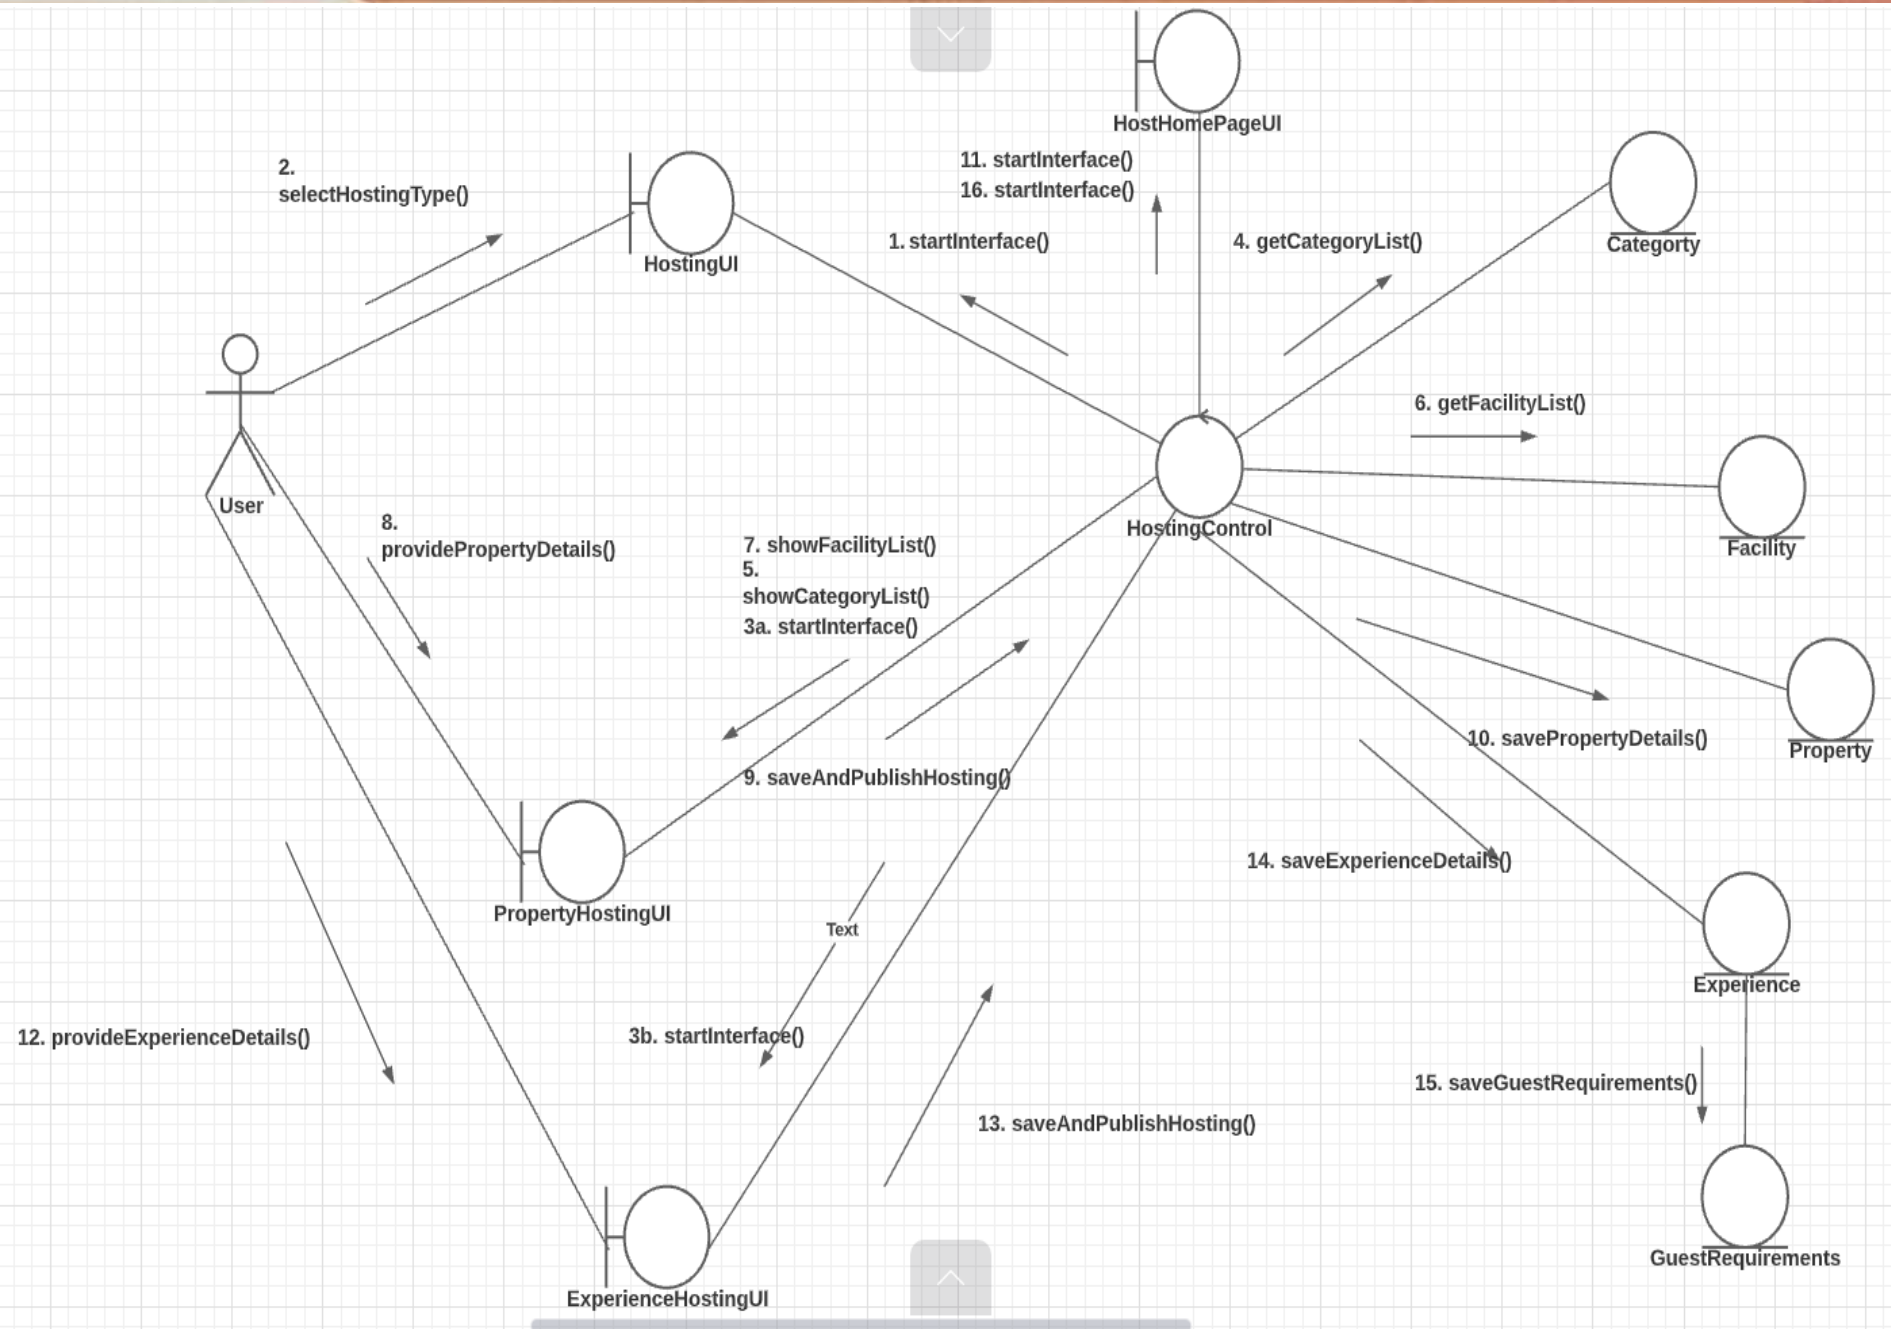 HostHomePageUI
2.
selectHostingType()
11. startInterface()
16. startInterface()
1. startInterface()
4. getCategoryList()
Categorty
HostingUI
6. getFacilityList()
User
8.
providePropertyDetails()
7. showFacilityList()
5.
showCategoryList()
3a. startInterface()
HostingControl
Facility
10. savePropertyDetails()
Property
9. saveAndPublishHosting()
14. saveExperienceDetails()
PropertyHostingUI
Text
Experience
12. provideExperienceDetails()
3b. startInterface()
15. saveGuestRequirements()
13. saveAndPublishHosting()
GuestRequirements
ExperienceHostingUI